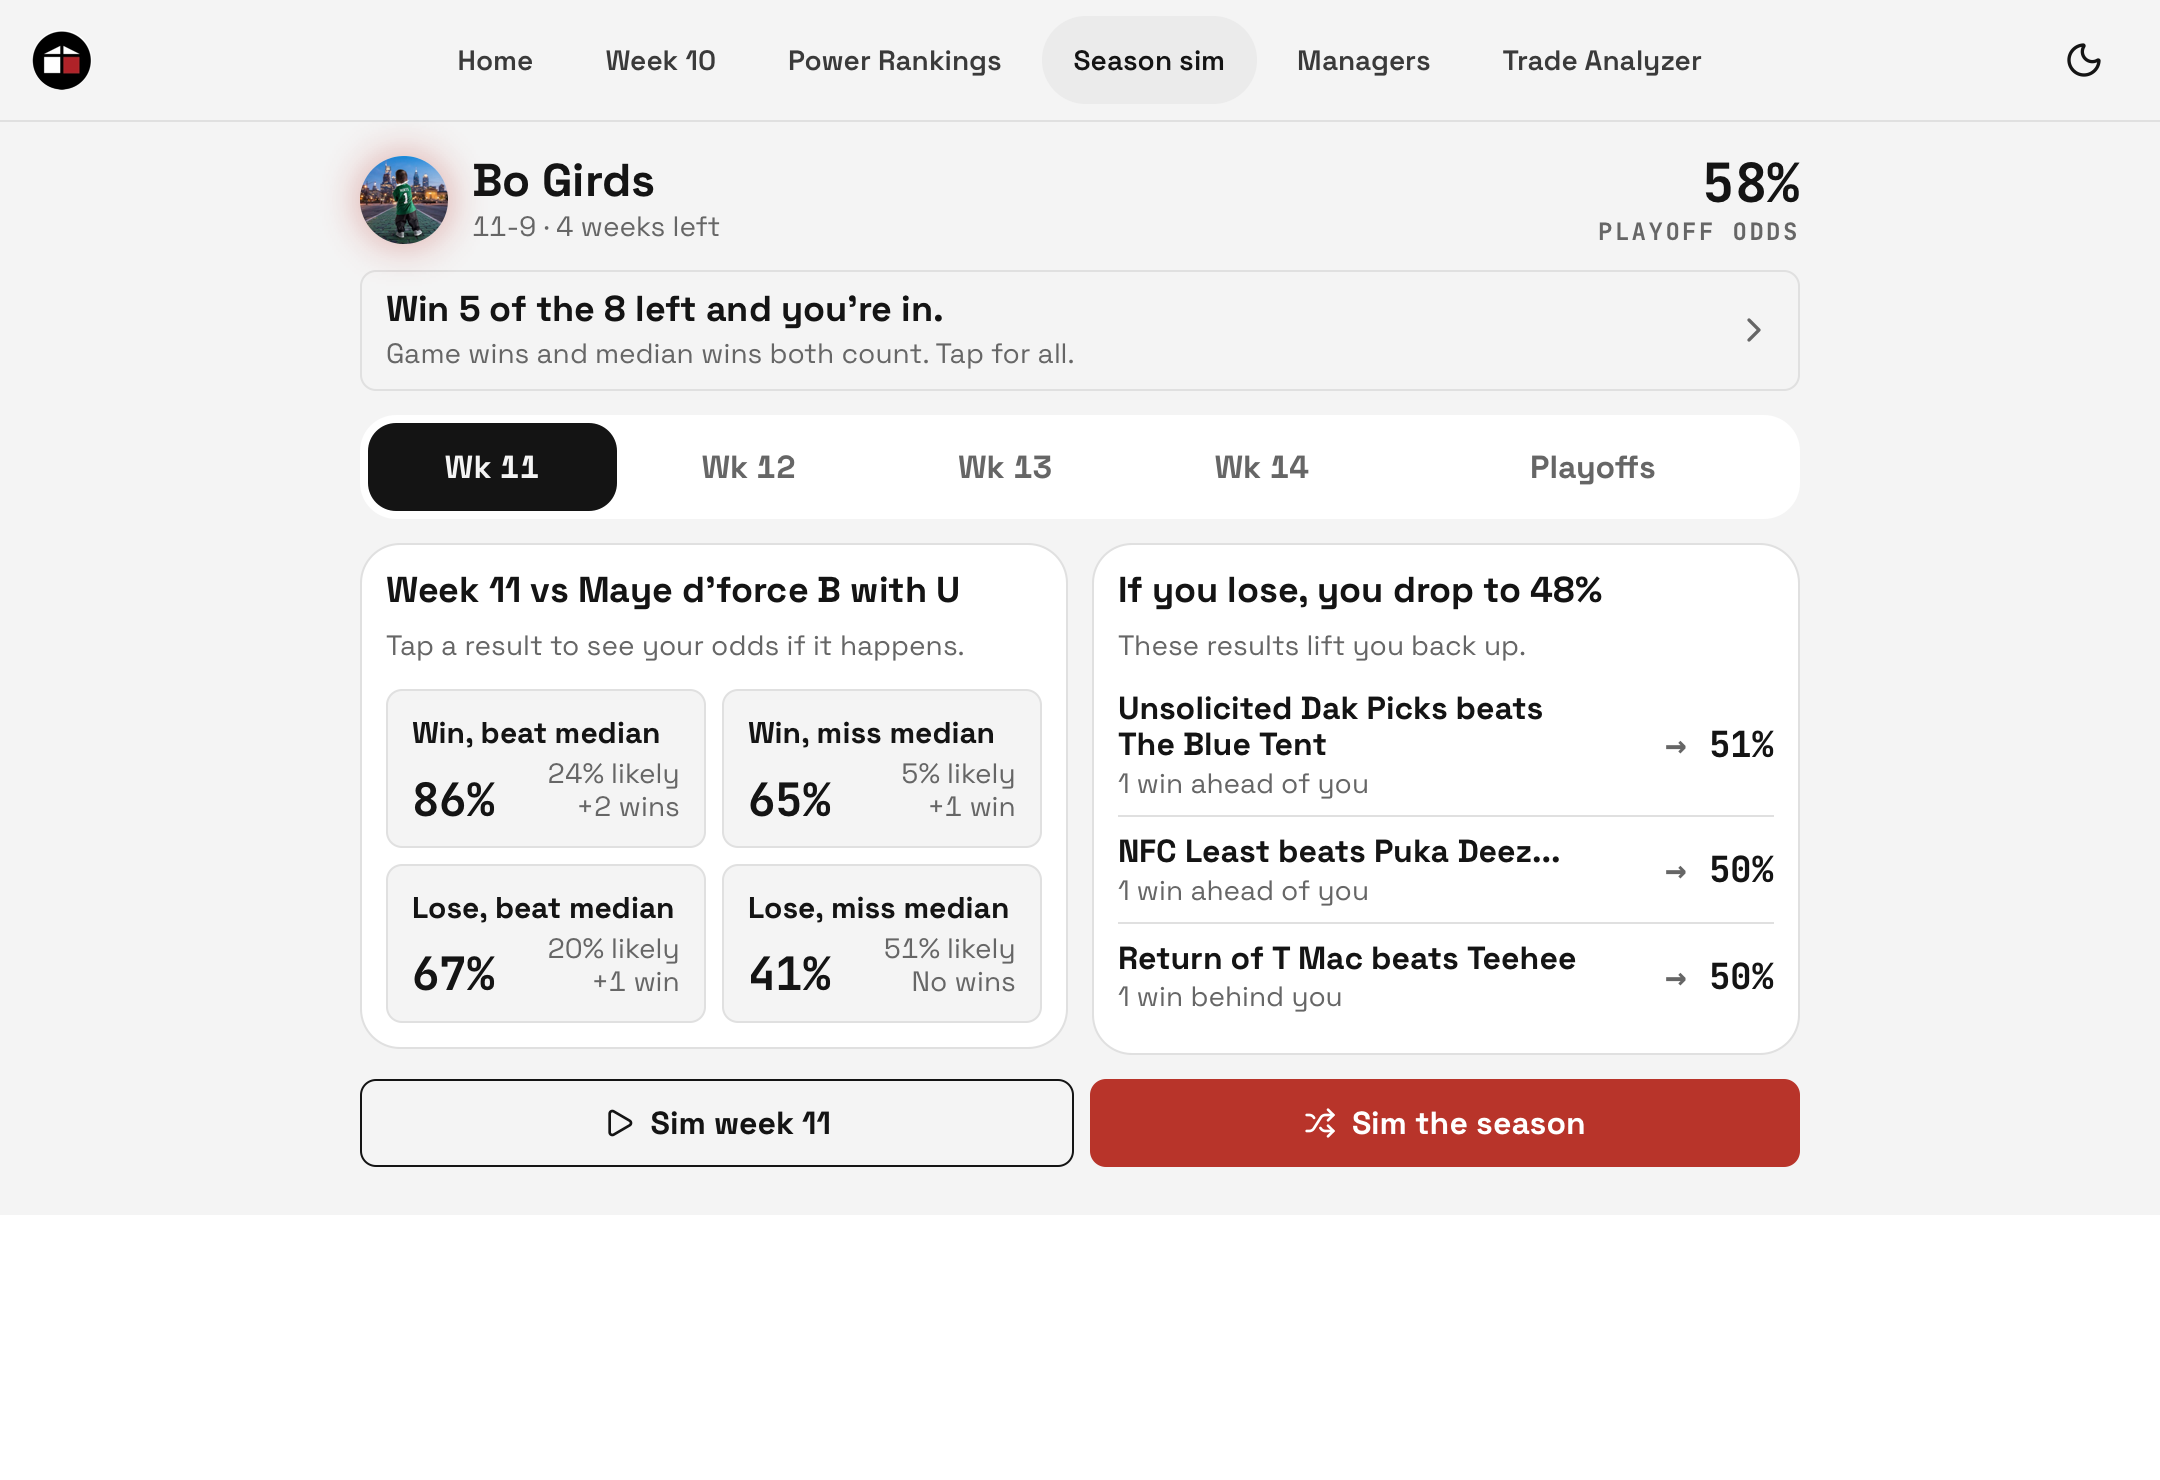 Home
Week 10
Power Rankings
Season sim
Managers
Trade Analyzer
Bo Girds
11-9 · 4 weeks left
58%
PLAYOFF ODDS
Win 5 of the 8 left and you’re in.
Game wins and median wins both count. Tap for all.
Wk 11
Wk 12
Wk 13
Wk 14
Playoffs
Week 11 vs Maye d’force B with U
Tap a result to see your odds if it happens.
Win, beat median
86%
24% likely
+2 wins
Win, miss median
65%
5% likely
+1 win
Lose, beat median
67%
20% likely
+1 win
Lose, miss median
41%
51% likely
No wins
If you lose, you drop to 48%
These results lift you back up.
Unsolicited Dak Picks beats
The Blue Tent
1 win ahead of you
→ 51%
NFC Least beats Puka Deez...
1 win ahead of you
→ 50%
Return of T Mac beats Teehee
1 win behind you
→ 50%
Sim week 11
Sim the season